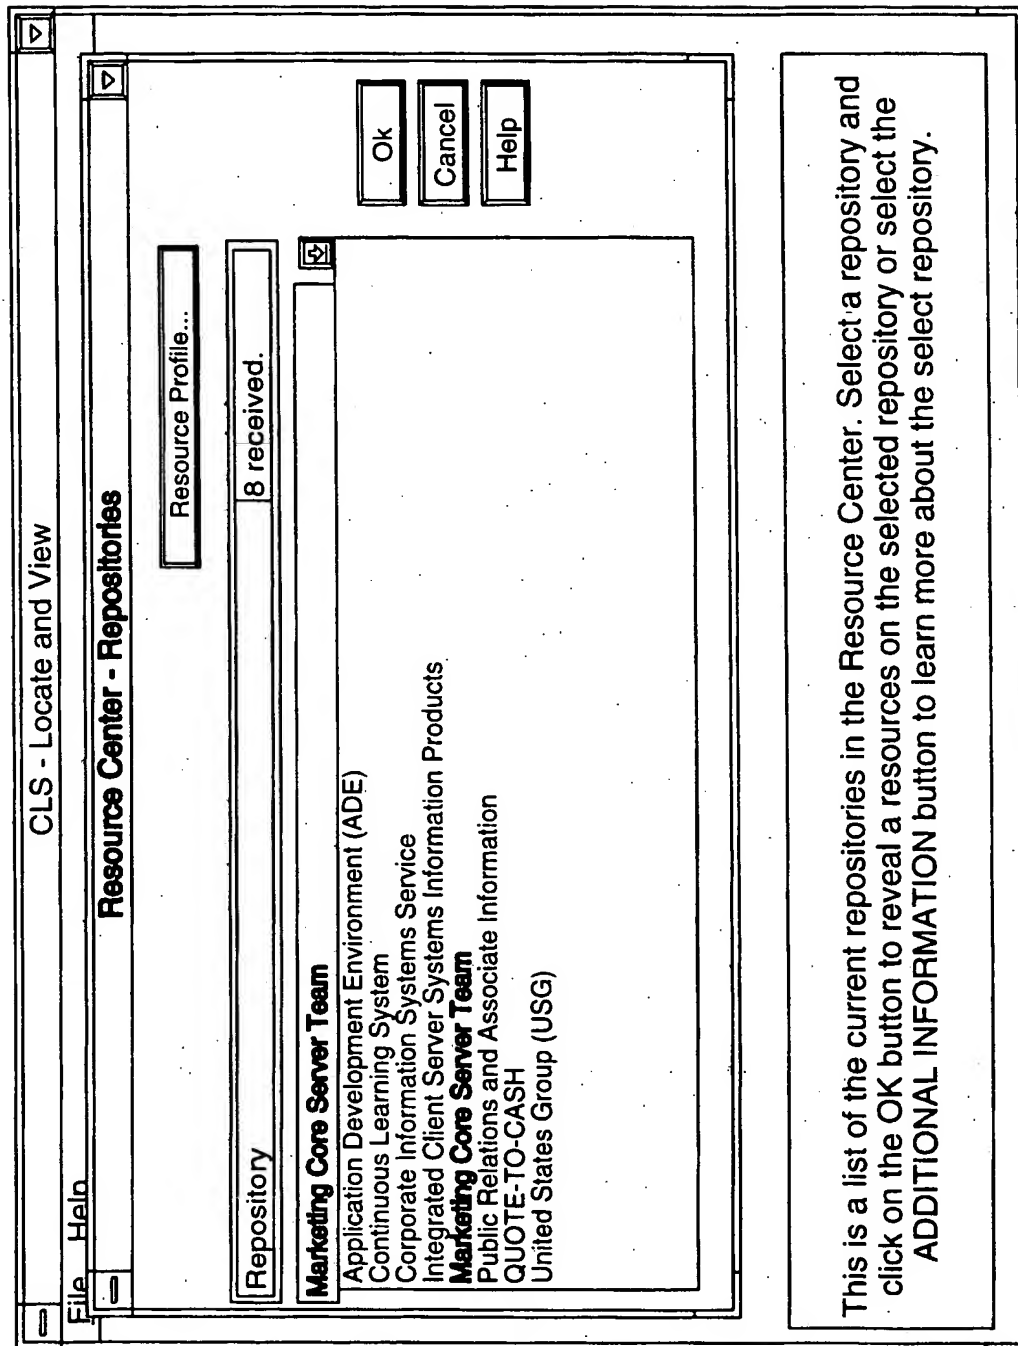 CLS - Locate and View
File Help
Resource Center - Repositories
Resource Profile...
Repository 8 received.
Marketing Core Server Team
Application Development Environment (ADE)
Continuous Learning System
Corporate Information Systems Service
Integrated Client Server Systems Information Products
Marketing Core Server Team
Public Relations and Associate Information
QUOTE-TO-CASH
United States Group (USG)
Ok
Cancel
Help
This is a list of the current repositories in the Resource Center. Select a repository and
click on the OK button to reveal a resources on the selected repository or select the
ADDITIONAL INFORMATION button to learn more about the select repository.